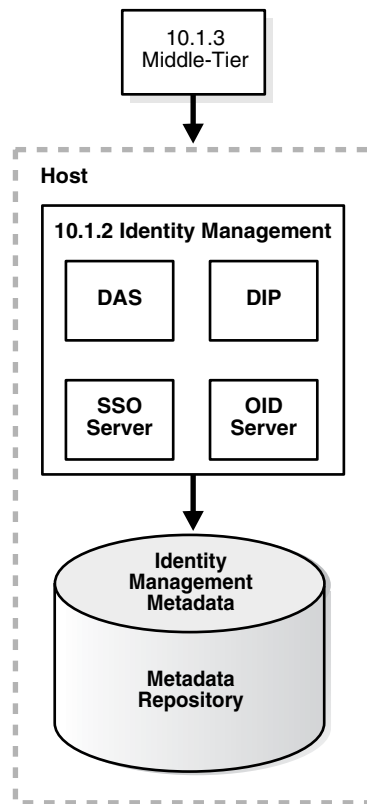 10.1.3
Middle-Tier
Host
10.1.2 Identity Management
DAS
DIP
SSO
Server
OID
Server
Identity
Management
Metadata
Metadata
Repository